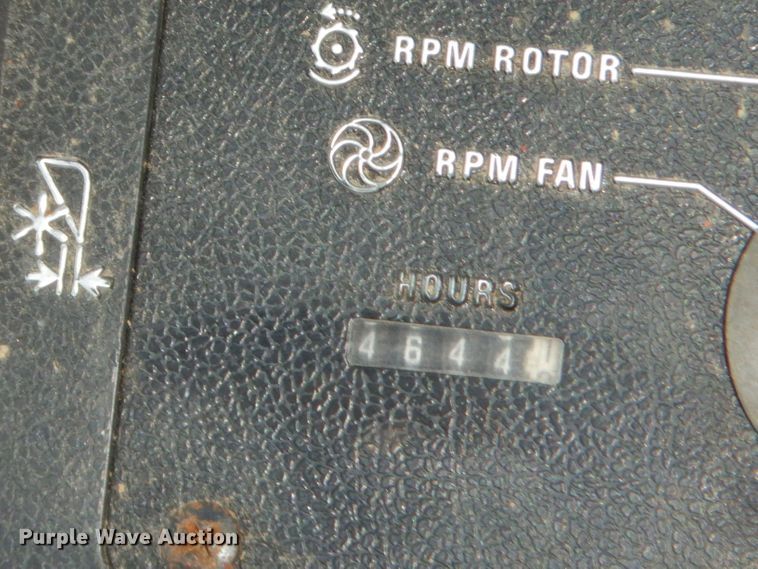 RPM ROTOR
RPM FAN
HOURS
4644
Purple Wave Auction